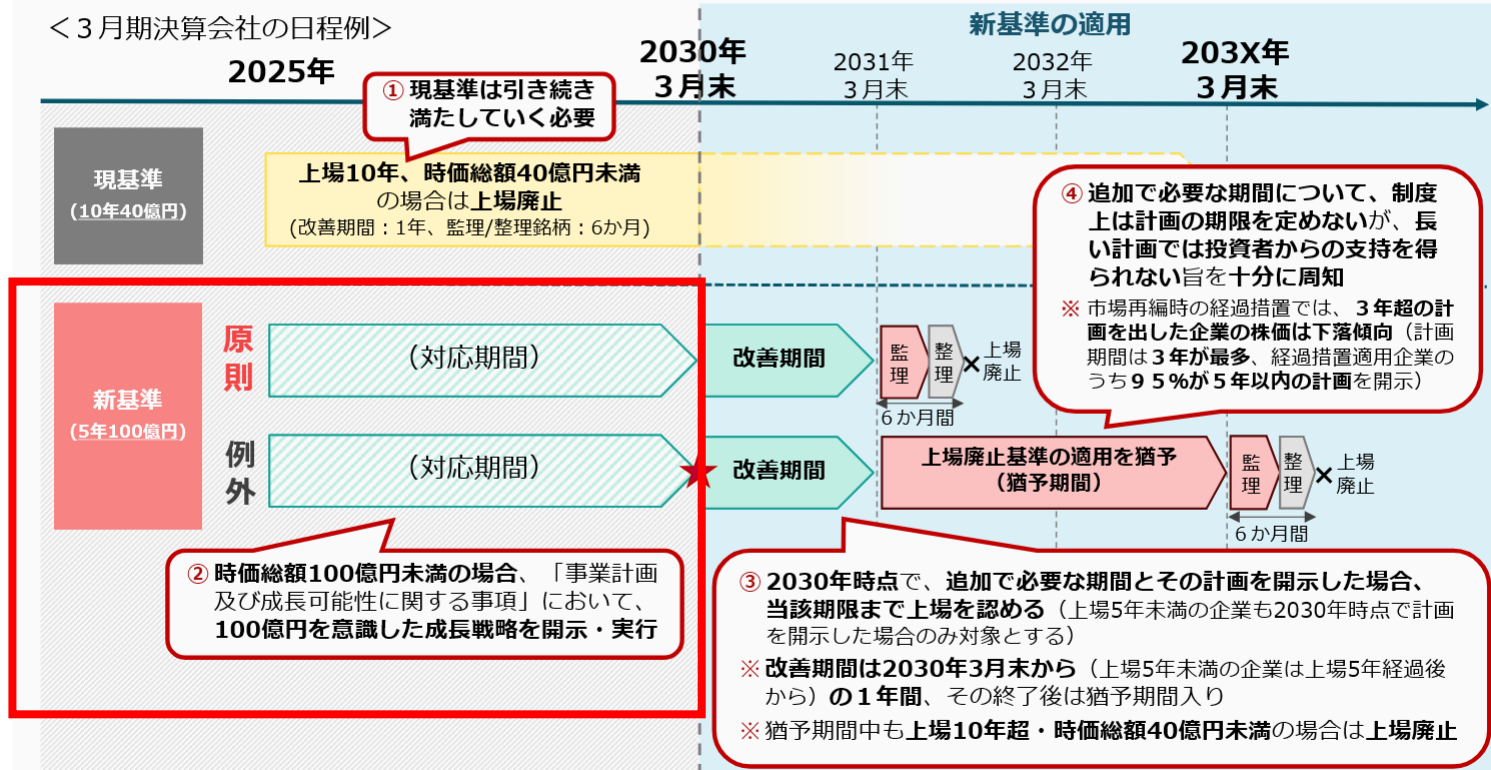 ＜３月期決算会社の日程例＞
新基準の適用
2025年
2030年
３月末
2031年
３月末
2032年
３月末
203X年
３月末
① 現基準は引き続き
満たしていく必要
現基準
(10年40億円)
上場10年、時価総額40億円未満
の場合は上場廃止
(改善期間：1年、監理/整理銘柄：6か月)
④ 追加で必要な期間について、制度
上は計画の期限を定めないが、長
い計画では投資者からの支持を得
られない旨を十分に周知
※ 市場再編時の経過措置では、３年超の計
画を出した企業の株価は下落傾向（計画
期間は３年が最多、経過措置適用企業の
うち９５％が５年以内の計画を開示）
新基準
(5年100億円)
原則
（対応期間）
改善期間
監理
整理
×上場
廃止
6か月間
例外
（対応期間）
★
改善期間
上場廃止基準の適用を猶予
（猶予期間）
監理
整理
×上場
廃止
6か月間
② 時価総額100億円未満の場合、「事業計画
及び成長可能性に関する事項」において、
100億円を意識した成長戦略を開示・実行
③ 2030年時点で、追加で必要な期間とその計画を開示した場合、
当該期限まで上場を認める（上場5年未満の企業も2030年時点で計画
を開示した場合のみ対象とする）
※ 改善期間は2030年3月末から（上場5年未満の企業は上場5年経過後
から）の１年間、その終了後は猶予期間入り
※ 猶予期間中も上場10年超・時価総額40億円未満の場合は上場廃止